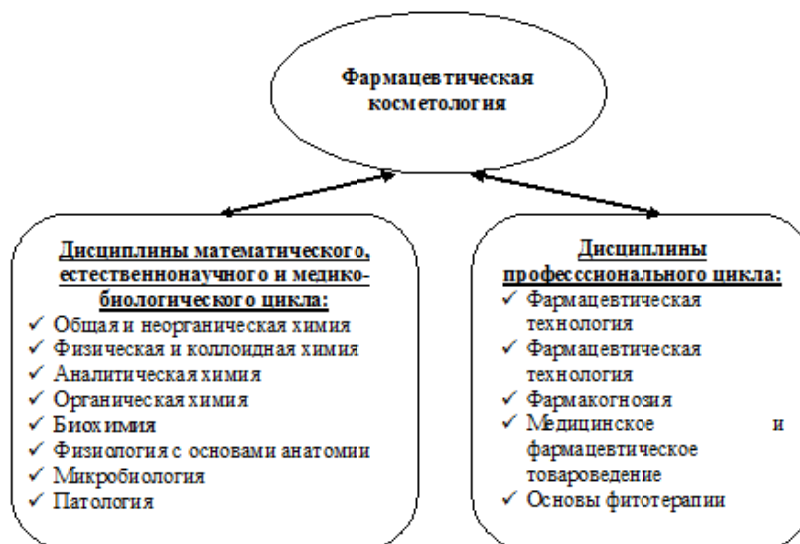 Фармацевтическая
косметология
Дисциплины математического,
естественнонаучного и медико-
биологического цикла:
✓ Общая и неорганическая химия
✓ Физическая и коллоидная химия
✓ Аналитическая химия
✓ Органическая химия
✓ Биохимия
✓ Физиология с основами анатомии
✓ Микробиология
✓ Патология
Дисциплины
професссионального цикла:
✓ Фармацевтическая
технология
✓ Фармацевтическая
технология
✓ Фармакогнозия
✓ Медицинское и
фармацевтическое
товароведение
✓ Основы фитотерапии